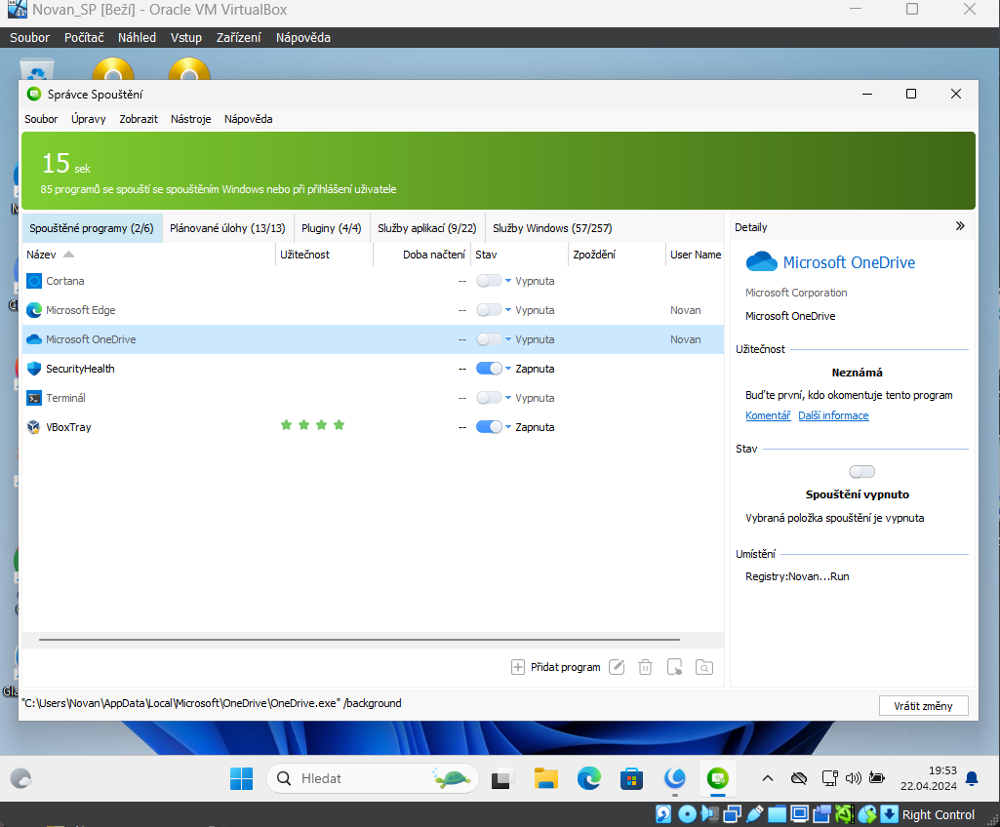 Novan_SP [Beží] - Oracle VM VirtualBox
Soubor Počítač Náhled Vstup Zařízení Nápověda
Správce Spouštění
Soubor Úpravy Zobrazit Nástroje Nápověda
15 sek
85 programů se spouští se spouštěním Windows nebo při přihlášení uživatele
Spouštěné programy (2/6) Plánované úlohy (13/13) Pluginy (4/4) Služby aplikací (9/22) Služby Windows (57/257)
Název Užitečnost Doba načtení Stav Zpoždění User Name
Cortana -- Vypnuta
Microsoft Edge -- Vypnuta Novan
Microsoft OneDrive -- Vypnuta Novan
SecurityHealth -- Zapnuta
Terminál -- Vypnuta
VBoxTray -- Zapnuta
Přidat program
Detaily
Microsoft OneDrive
Microsoft Corporation
Microsoft OneDrive
Užitečnost
Neznámá
Buďte první, kdo okomentuje tento program
Komentář Další informace
Stav
Spouštění vypnuto
Vybraná položka spouštění je vypnuta
Umístění
Registry:Novan...Run
"C:\Users\Novan\AppData\Local\Microsoft\OneDrive\OneDrive.exe" /background
Vrátit změny
Hledat
19:53
22.04.2024
Right Control